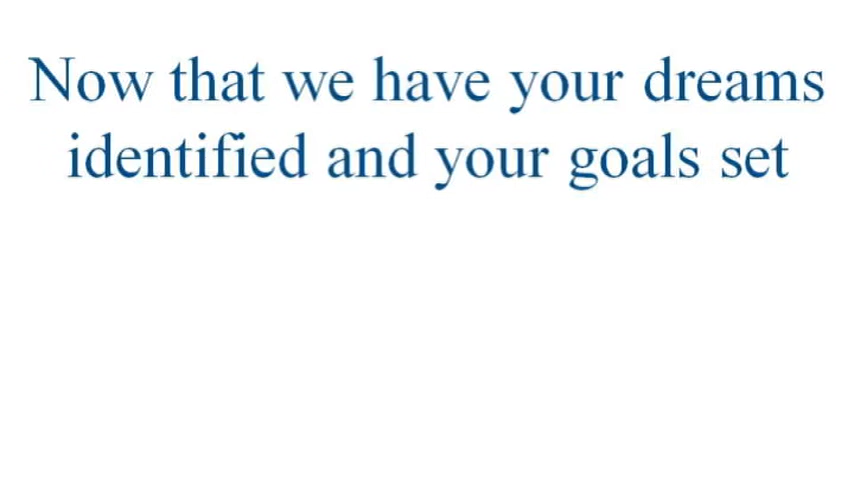 Now that we have your dreams
identified and your goals set